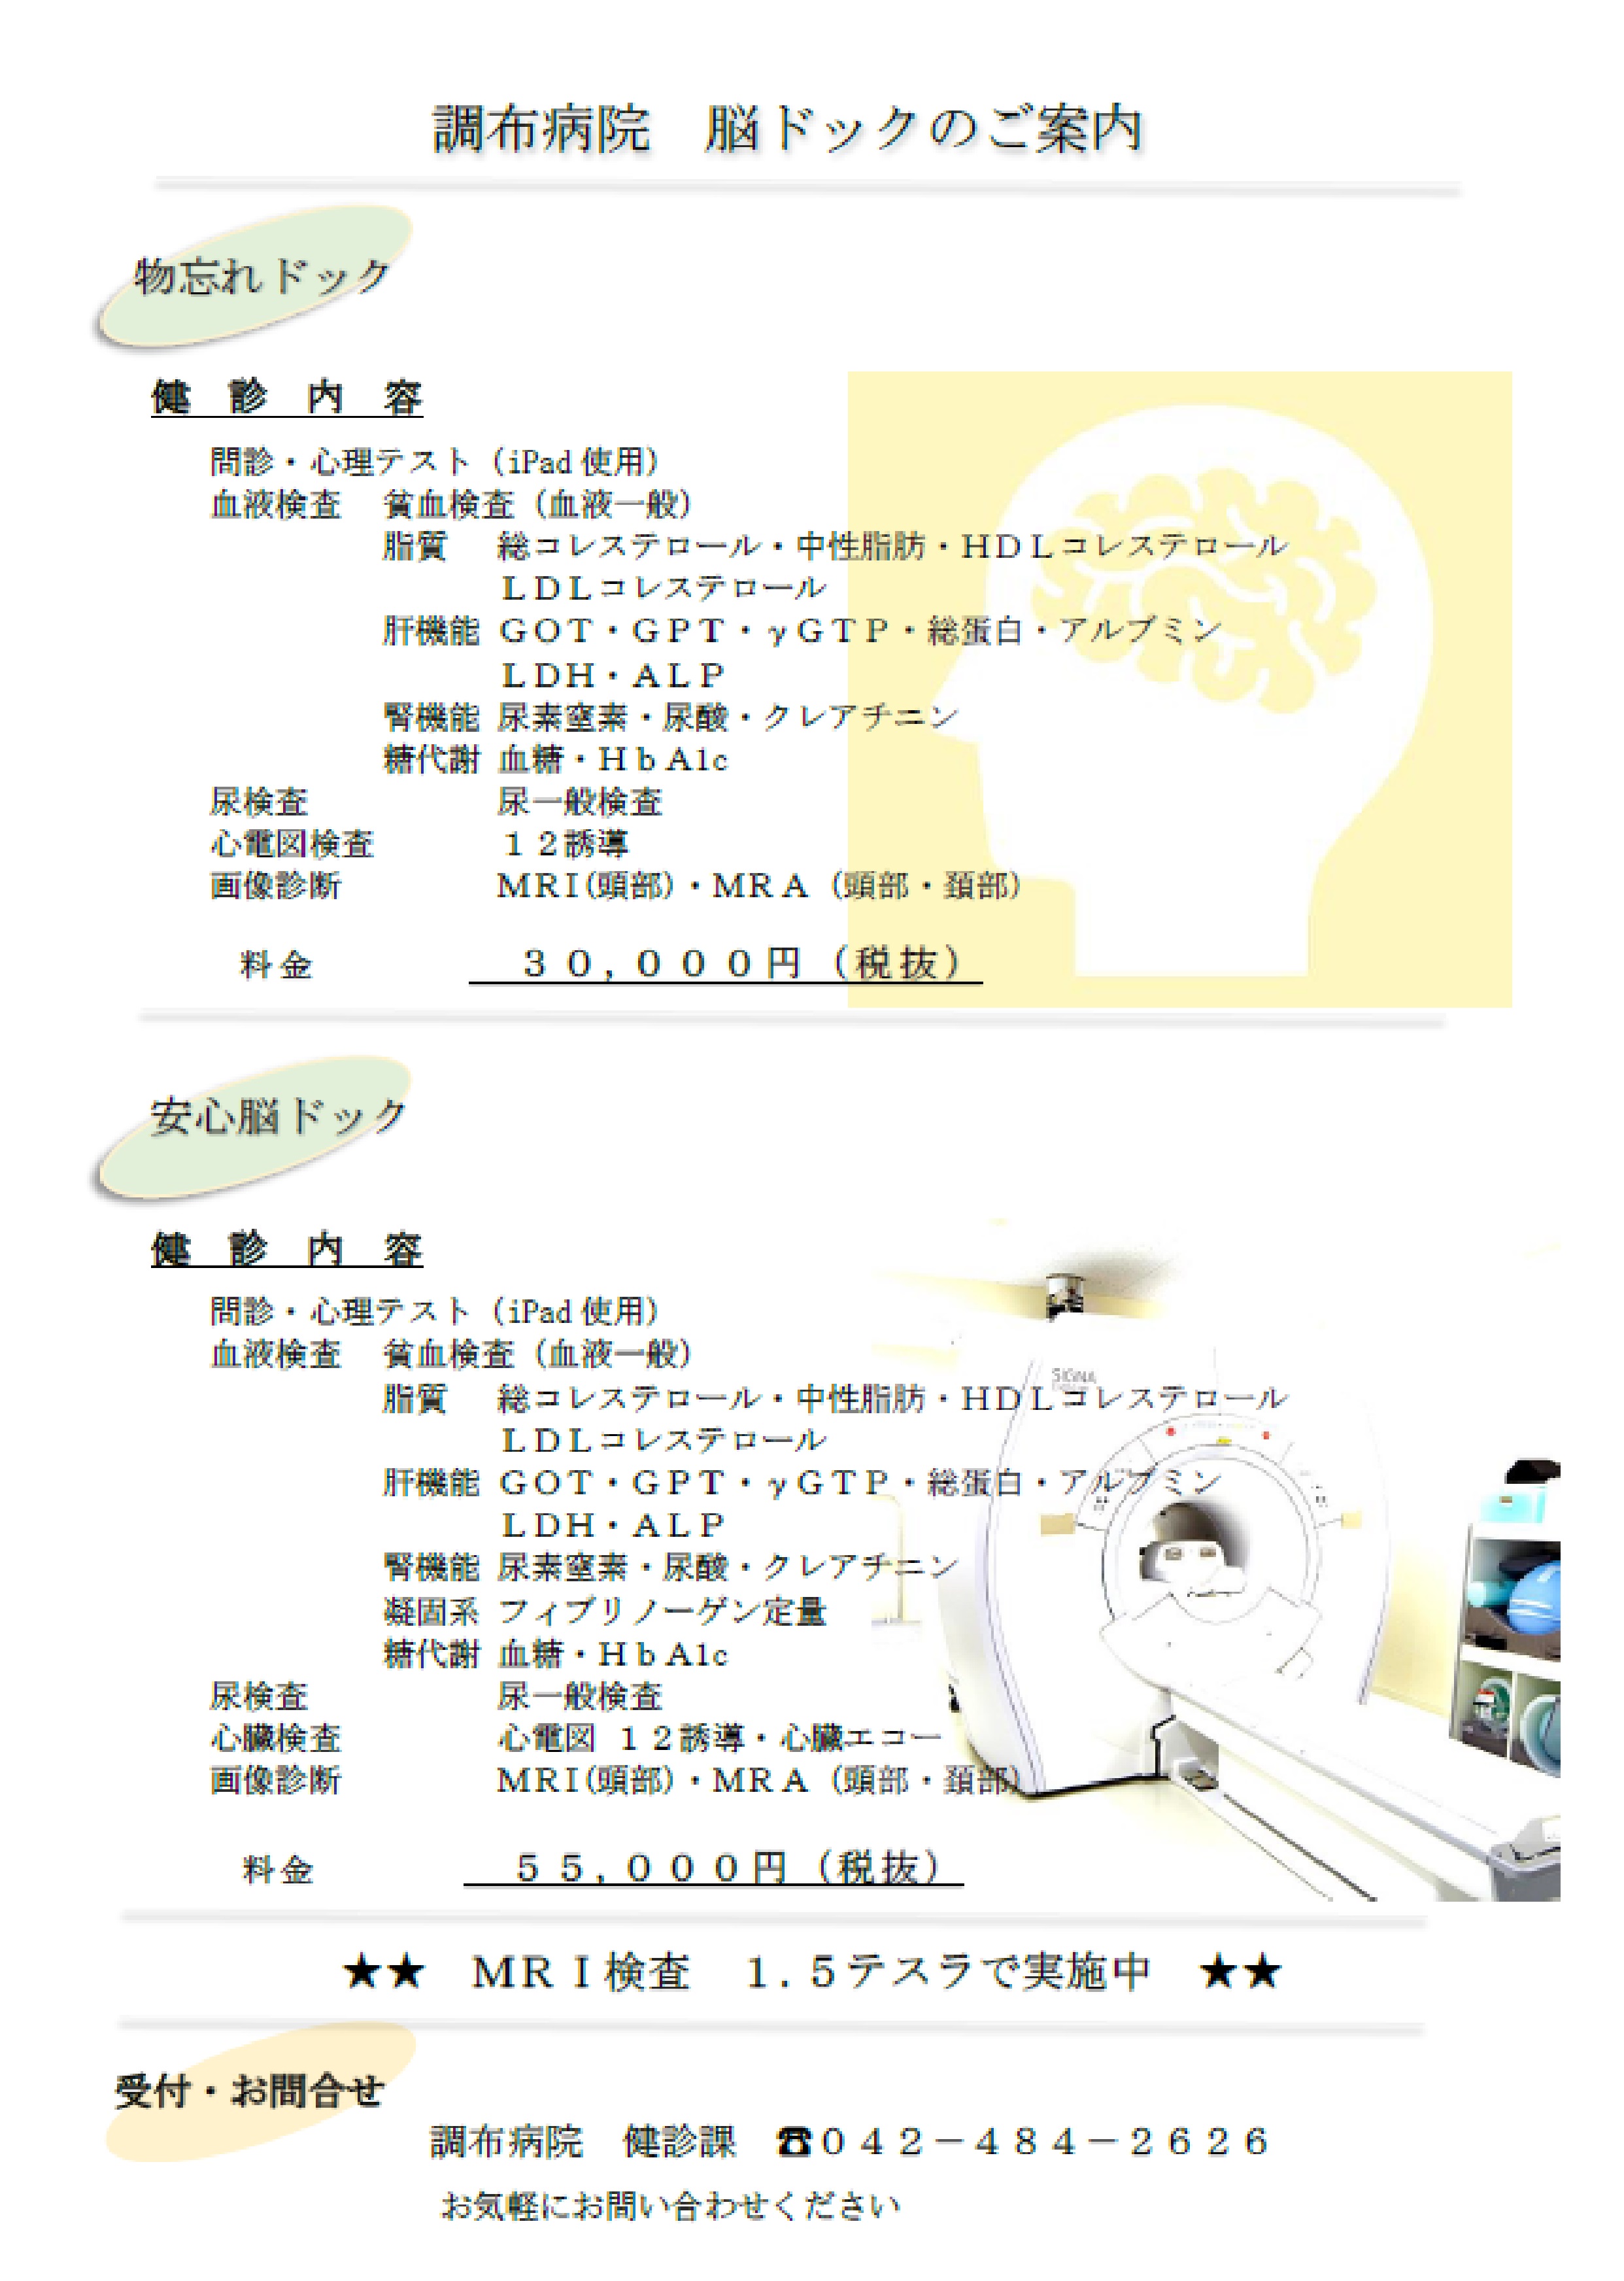 調布病院　脳ドックのご案内
物忘れドック
健　診　内　容
問診・心理テスト（iPad 使用）
血液検査　貧血検査（血液一般）
脂質　総コレステロール・中性脂肪・ＨＤＬコレステロール
ＬＤＬコレステロール
肝機能 ＧＯＴ・ＧＰＴ・γＧＴＰ・総蛋白・アルブミン
ＬＤＨ・ＡＬＰ
腎機能 尿素窒素・尿酸・クレアチニン
糖代謝 血糖・ＨｂＡ1c
尿検査　尿一般検査
心電図検査　１２誘導
画像診断　ＭＲＩ(頭部)・ＭＲＡ（頭部・頚部）
料金　３０，０００円（税抜）
安心脳ドック
健　診　内　容
問診・心理テスト（iPad 使用）
血液検査　貧血検査（血液一般）
脂質　総コレステロール・中性脂肪・ＨＤＬコレステロール
ＬＤＬコレステロール
肝機能 ＧＯＴ・ＧＰＴ・γＧＴＰ・総蛋白・アルブミン
ＬＤＨ・ＡＬＰ
腎機能 尿素窒素・尿酸・クレアチニン
凝固系 フィブリノーゲン定量
糖代謝 血糖・ＨｂＡ1c
尿検査　尿一般検査
心臓検査　心電図 １２誘導・心臓エコー
画像診断　ＭＲＩ(頭部)・ＭＲＡ（頭部・頚部）
料金　５５，０００円（税抜）
SIGNA
★★　ＭＲＩ検査　１.５テスラで実施中　★★
受付・お問合せ
調布病院　健診課　☎０４２－４８４－２６２６
お気軽にお問い合わせください